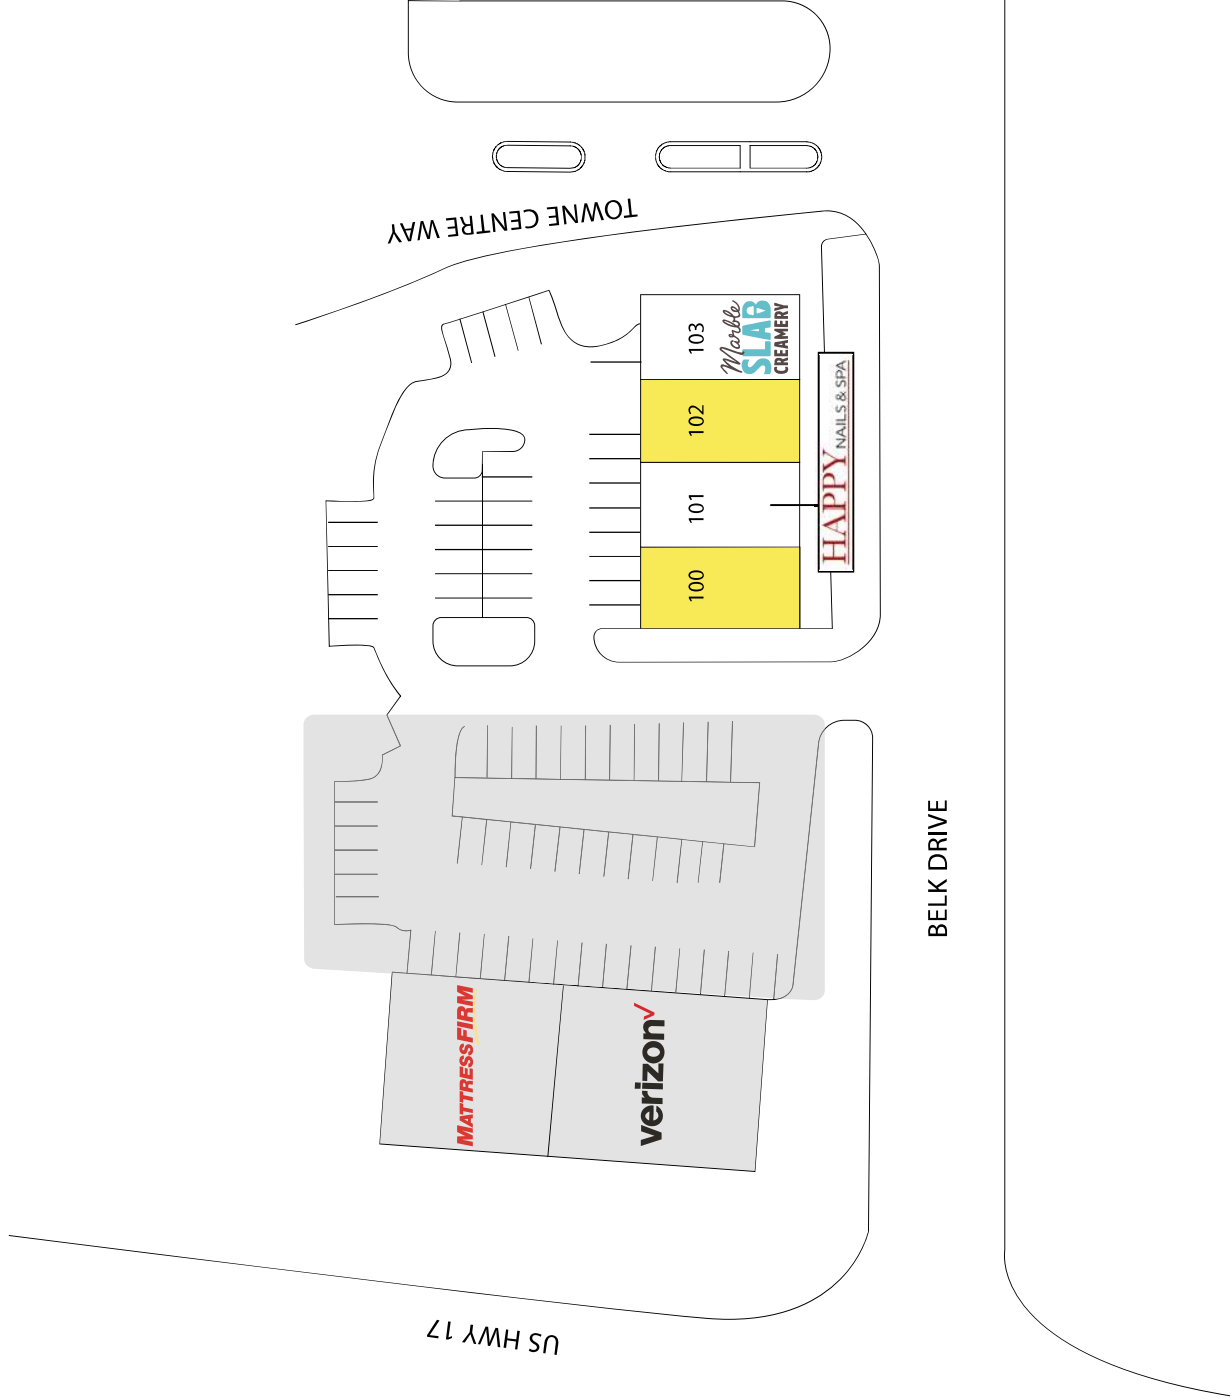 TOWNE CENTRE WAY
103
Marble
SLAB
CREAMERY
102
101
HAPPY NAILS & SPA
100
BELK DRIVE
MATTRESSFIRM
verizon
US HWY 17